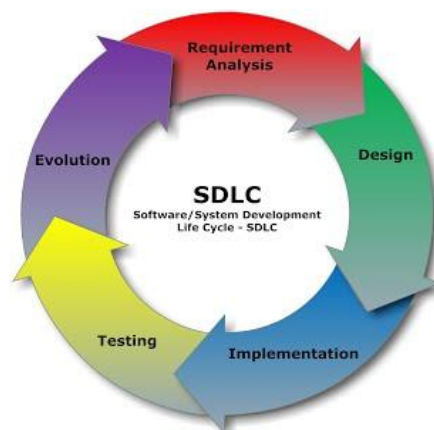 Requirement
Analysis
Design
Implementation
Testing
Evolution
SDLC
Software/System Development
Life Cycle - SDLC